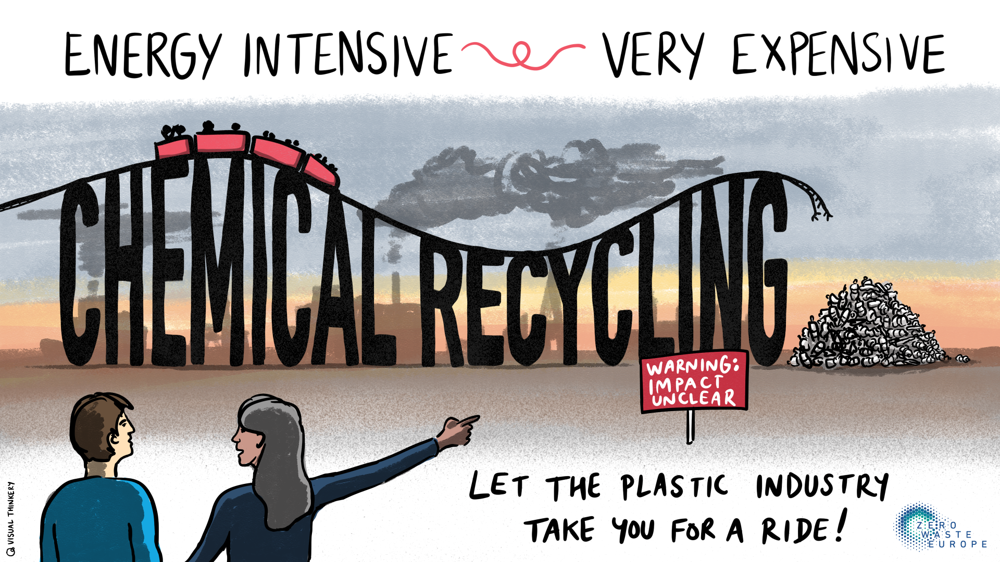 ENERGY INTENSIVE VERY EXPENSIVE
CHEMICAL RECYCLING
WARNING:
IMPACT
UNCLEAR
LET THE PLASTIC INDUSTRY
TAKE YOU FOR A RIDE!
VISUAL THINKERY
ZERO
WASTE
EUROPE